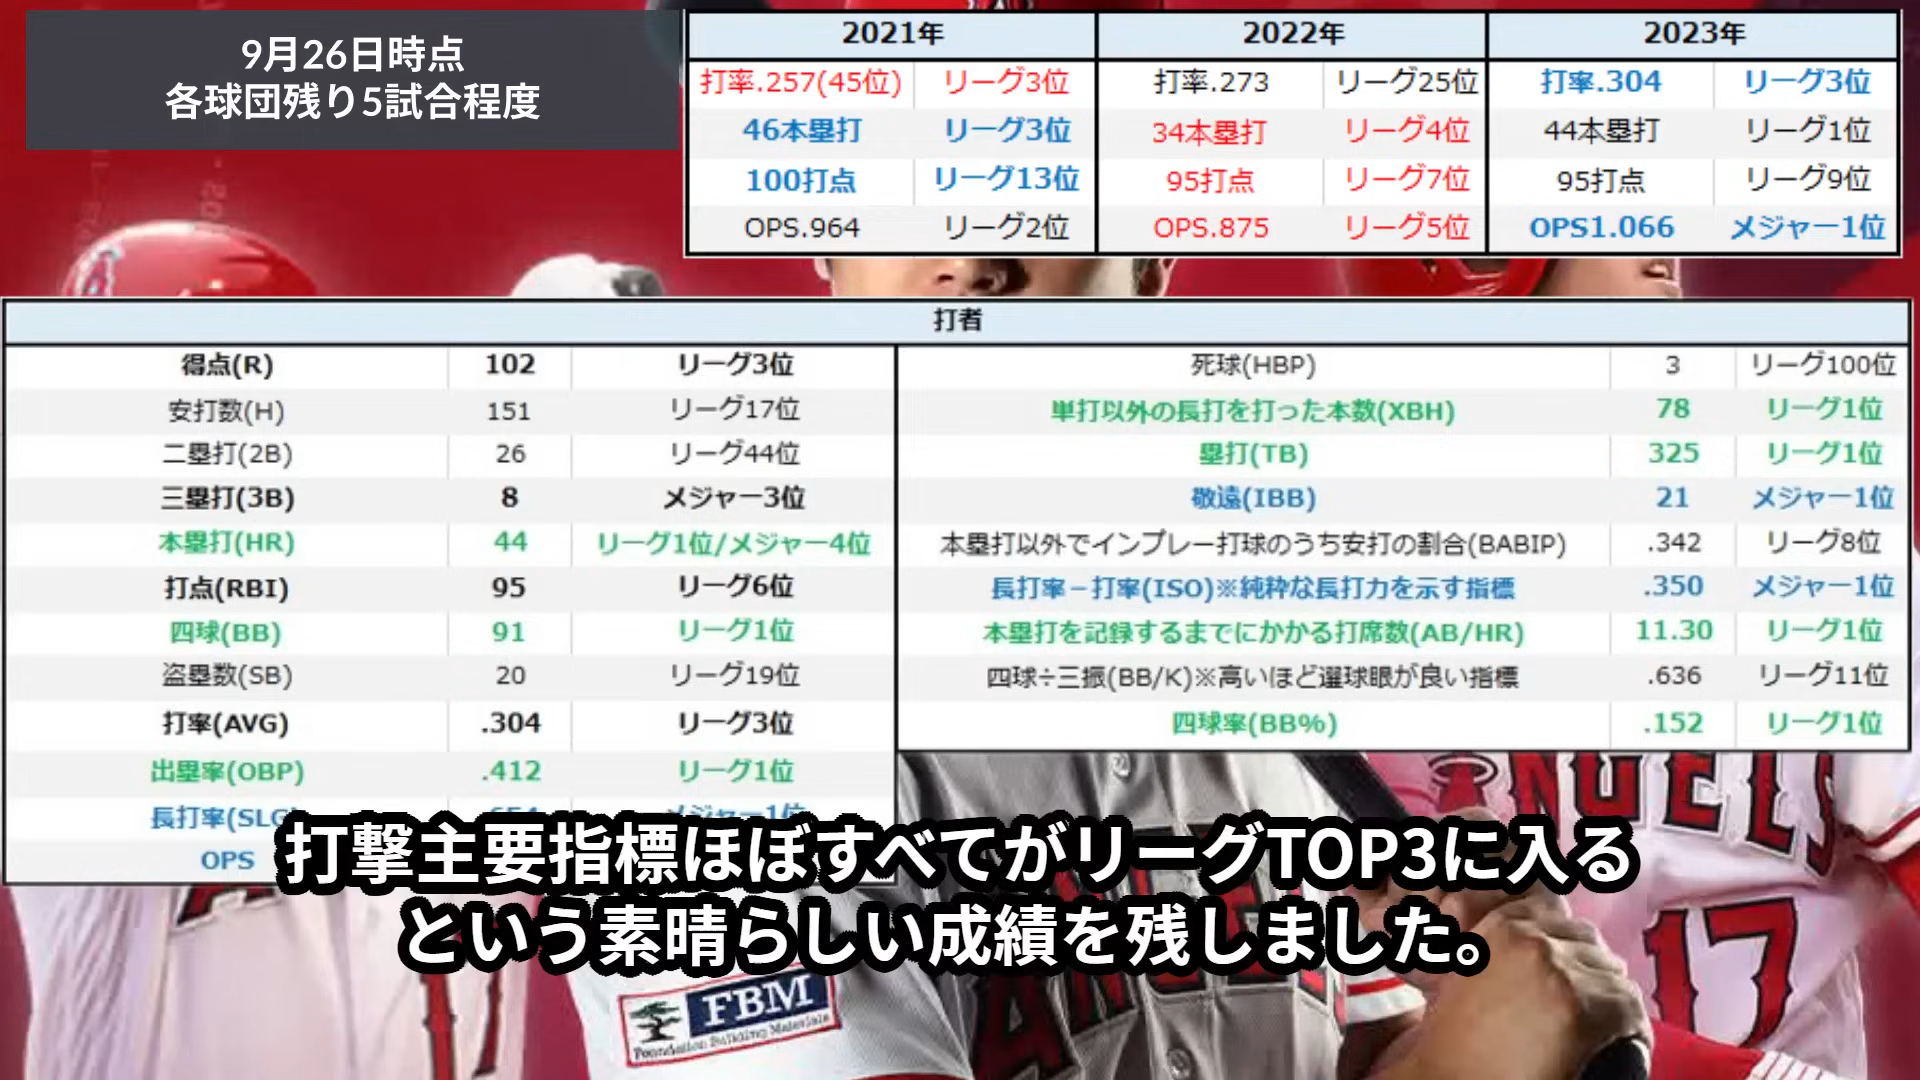 9月26日時点
各球団残り5試合程度
2021年 2022年 2023年
打率.257(45位) リーグ3位 打率.273 リーグ25位 打率.304 リーグ3位
46本塁打 リーグ3位 34本塁打 リーグ4位 44本塁打 リーグ1位
100打点 リーグ13位 95打点 リーグ7位 95打点 リーグ9位
OPS.964 リーグ2位 OPS.875 リーグ5位 OPS1.066 メジャー1位
打者
得点(R) 102 リーグ3位
安打数(H) 151 リーグ17位
二塁打(2B) 26 リーグ44位
三塁打(3B) 8 メジャー3位
本塁打(HR) 44 リーグ1位/メジャー4位
打点(RBI) 95 リーグ6位
四球(BB) 91 リーグ1位
盗塁数(SB) 20 リーグ19位
打率(AVG) .304 リーグ3位
出塁率(OBP) .412 リーグ1位
長打率(SLG) .654 メジャー1位
OPS
死球(HBP) 3 リーグ100位
単打以外の長打を打った本数(XBH) 78 リーグ1位
塁打(TB) 325 リーグ1位
敬遠(IBB) 21 メジャー1位
本塁打以外でインプレー打球のうち安打の割合(BABIP) .342 リーグ8位
長打率－打率(ISO)※純粋な長打力を示す指標 .350 メジャー1位
本塁打を記録するまでにかかる打席数(AB/HR) 11.30 リーグ1位
四球÷三振(BB/K)※高いほど選球眼が良い指標 .636 リーグ11位
四球率(BB%) .152 リーグ1位
打撃主要指標ほぼすべてがリーグTOP3に入る
という素晴らしい成績を残しました。
FBM
Foundation Building Materials
ANGELS
ANGELS
17
17